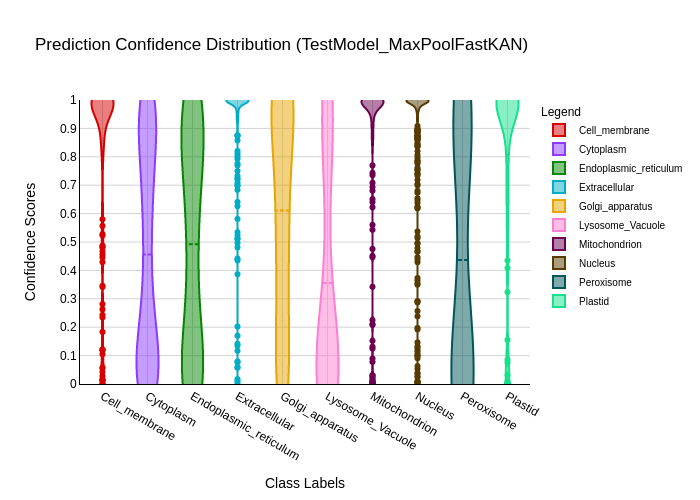 Prediction Confidence Distribution (TestModel_MaxPoolFastKAN)
Legend
Cell_membrane
Cytoplasm
Endoplasmic_reticulum
Extracellular
Golgi_apparatus
Lysosome_Vacuole
Mitochondrion
Nucleus
Peroxisome
Plastid
Confidence Scores
1
0.9
0.8
0.7
0.6
0.5
0.4
0.3
0.2
0.1
0
Cell_membrane
Cytoplasm
Endoplasmic_reticulum
Extracellular
Golgi_apparatus
Lysosome_Vacuole
Mitochondrion
Nucleus
Peroxisome
Plastid
Class Labels